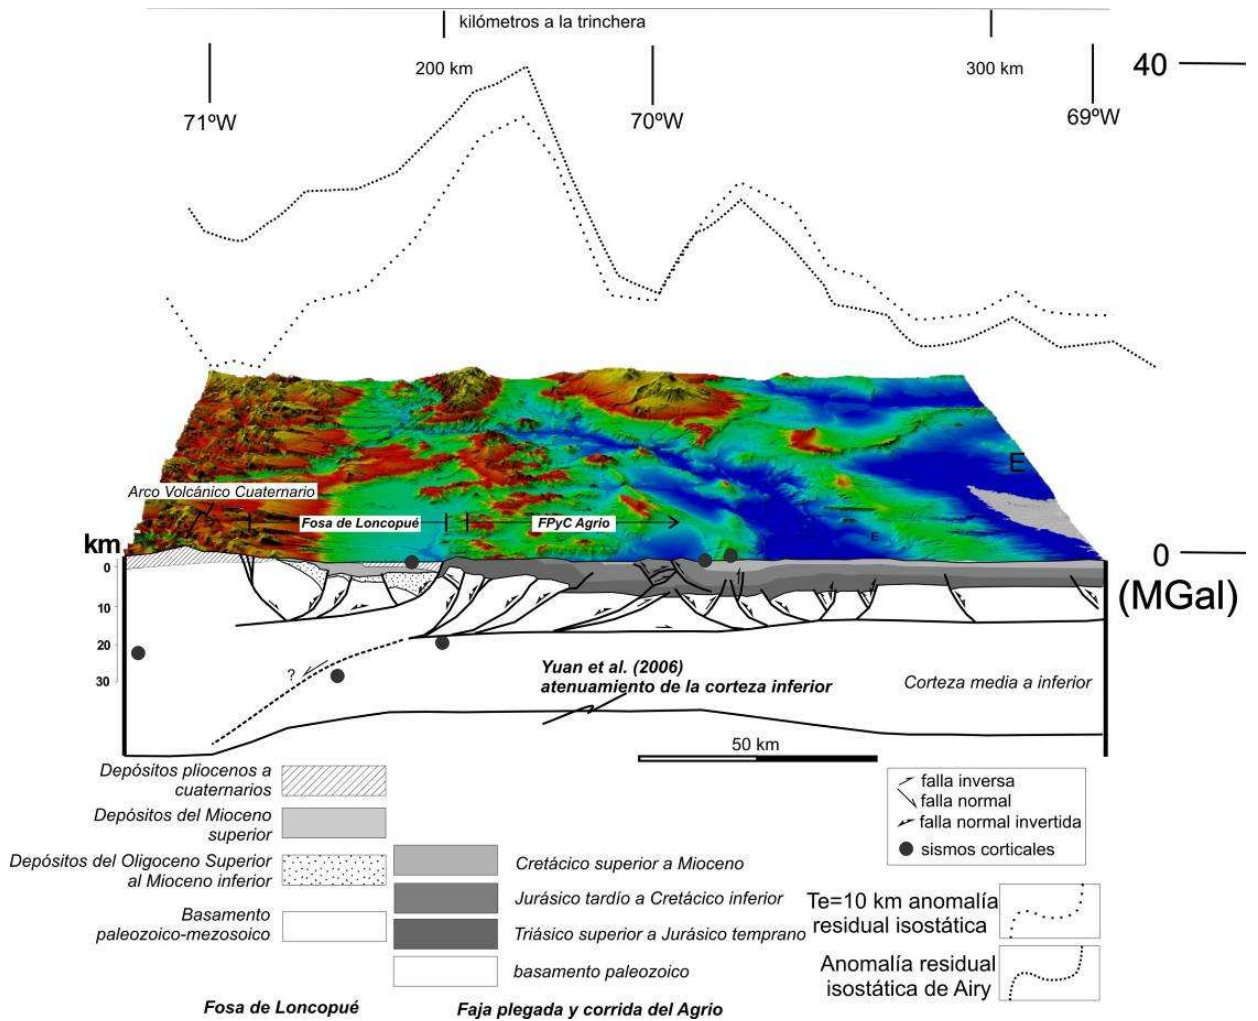 kilómetros a la trinchera
200 km
300 km
40
71ºW
70ºW
69ºW
E
Arco Volcánico Cuaternario
Fosa de Loncopué
FPyC Agrio
E
km
0
10
20
30
0
(MGal)
?
Yuan et al. (2006)
atenuamiento de la corteza inferior
Corteza media a inferior
50 km
Depósitos pliocenos a
cuaternarios
Depósitos del Mioceno
superior
Depósitos del Oligoceno Superior
al Mioceno inferior
Basamento
paleozoico-mezosoico
Fosa de Loncopué
Cretácico superior a Mioceno
Jurásico tardío a Cretácico inferior
Triásico superior a Jurásico temprano
basamento paleozoico
Faja plegada y corrida del Agrio
falla inversa
falla normal
falla normal invertida
sismos corticales
Te=10 km anomalía
residual isostática
Anomalía residual
isostática de Airy